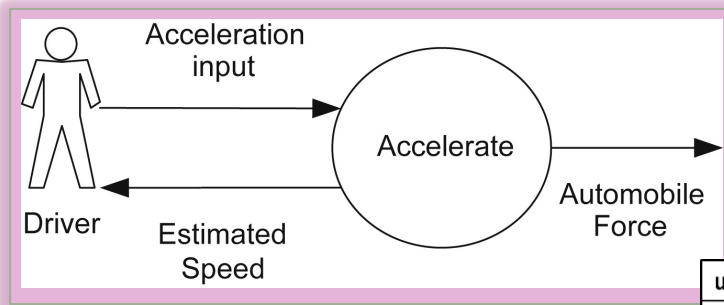 Acceleration
input
Accelerate
Driver
Estimated
Speed
Automobile
Force